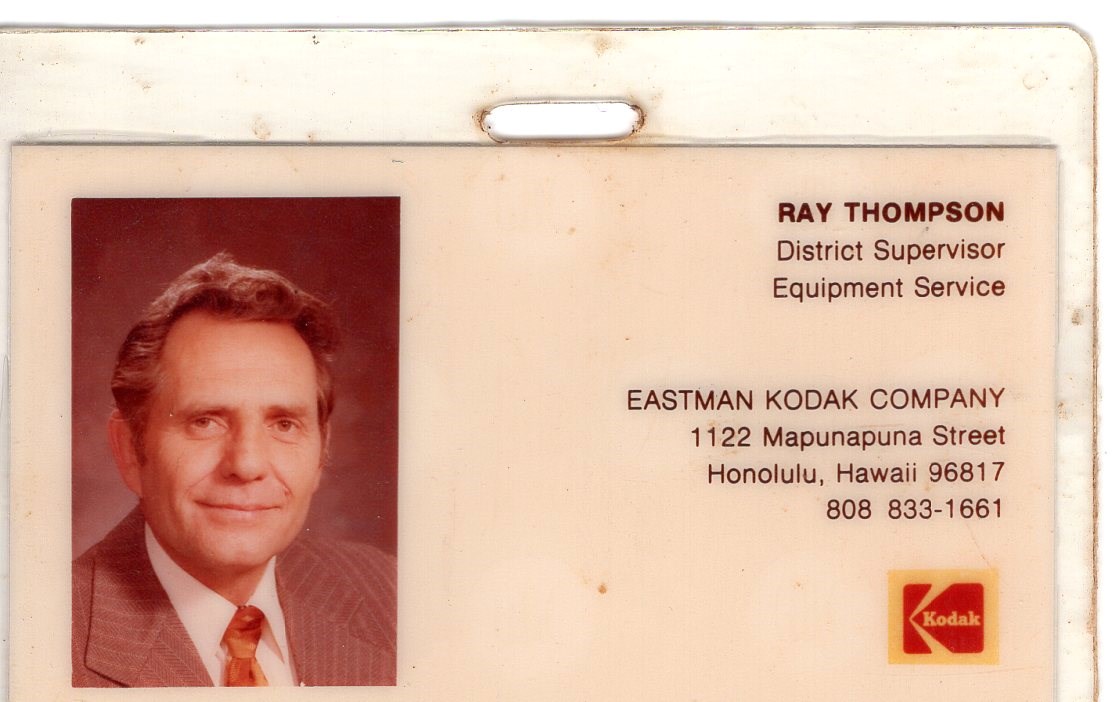 RAY THOMPSON
District Supervisor
Equipment Service
EASTMAN KODAK COMPANY
1122 Mapunapuna Street
Honolulu, Hawaii 96817
808 833-1661
Kodak